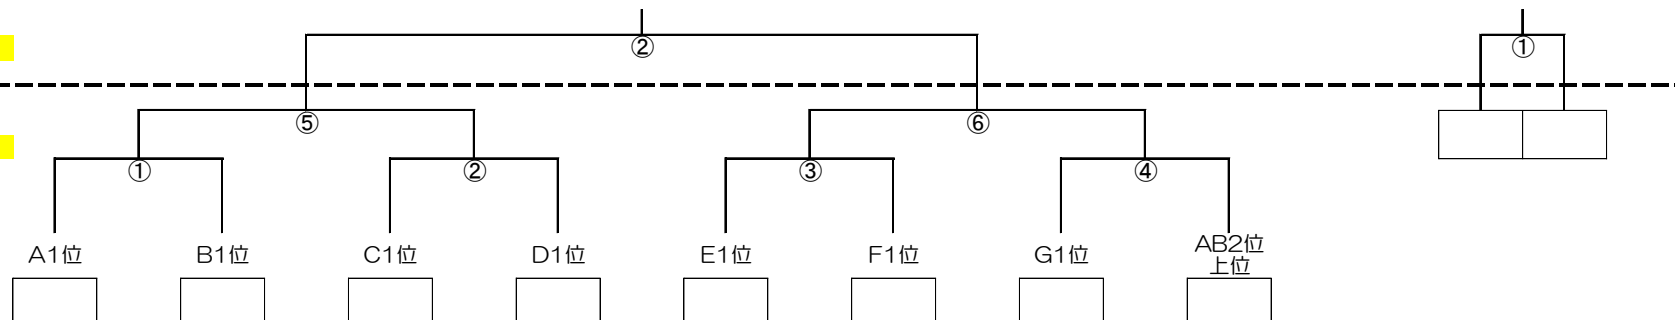 ② ①
⑤ ⑥
① ② ③ ④
A1位 B1位 C1位 D1位 E1位 F1位 G1位 AB2位
上位